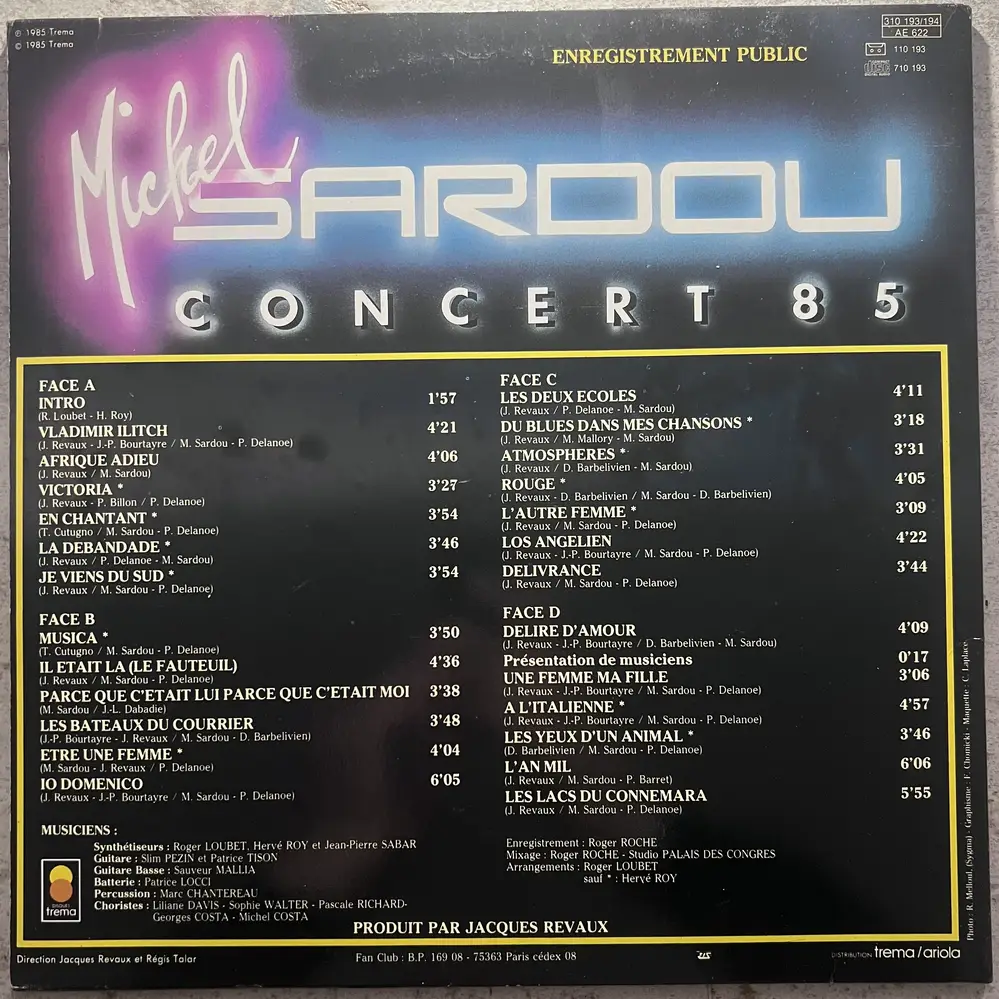 ℗ 1985 Trema
© 1985 Trema
ENREGISTREMENT PUBLIC
310 193/194
AE 622
110 193
710 193
Michel
SARDOU
CONCERT 85
FACE A
INTRO 1'57
(R. Loubet - H. Roy)
VLADIMIR ILITCH 4'21
(J. Revaux - J.-P. Bourtayre / M. Sardou - P. Delanoe)
AFRIQUE ADIEU 4'06
(J. Revaux / M. Sardou)
VICTORIA * 3'27
(J. Revaux - P. Billon / P. Delanoe)
EN CHANTANT * 3'54
(T. Cutugno / M. Sardou - P. Delanoe)
LA DEBANDADE * 3'46
(J. Revaux / P. Delanoe - M. Sardou)
JE VIENS DU SUD * 3'54
(J. Revaux / M. Sardou - P. Delanoe)
FACE B
MUSICA * 3'50
(T. Cutugno / M. Sardou - P. Delanoe)
IL ETAIT LA (LE FAUTEUIL) 4'36
(J. Revaux / M. Sardou - P. Delanoe)
PARCE QUE C'ETAIT LUI PARCE QUE C'ETAIT MOI 3'38
(M. Sardou / J.-L. Dabadie)
LES BATEAUX DU COURRIER 3'48
(J.-P. Bourtayre - J. Revaux / M. Sardou - D. Barbelivien)
ETRE UNE FEMME * 4'04
(M. Sardou - J. Revaux / P. Delanoe)
IO DOMENICO 6'05
(J. Revaux - J.-P. Bourtayre / M. Sardou - P. Delanoe)
FACE C
LES DEUX ECOLES 4'11
(J. Revaux / P. Delanoe - M. Sardou)
DU BLUES DANS MES CHANSONS * 3'18
(J. Revaux / M. Mallory - M. Sardou)
ATMOSPHERES * 3'31
(J. Revaux / D. Barbelivien - M. Sardou)
ROUGE * 4'05
(J. Revaux - D. Barbelivien / M. Sardou - D. Barbelivien)
L'AUTRE FEMME * 3'09
(J. Revaux / M. Sardou - P. Delanoe)
LOS ANGELIEN 4'22
(J. Revaux - J.-P. Bourtayre / M. Sardou - P. Delanoe)
DELIVRANCE 3'44
(J. Revaux / M. Sardou - P. Delanoe)
FACE D
DELIRE D'AMOUR 4'09
(J. Revaux - J.-P. Bourtayre / D. Barbelivien - M. Sardou)
Présentation de musiciens 0'17
UNE FEMME MA FILLE 3'06
(J. Revaux - J.-P. Bourtayre / M. Sardou - P. Delanoe)
A L'ITALIENNE * 4'57
(J. Revaux - J.-P. Bourtayre / M. Sardou - P. Delanoe)
LES YEUX D'UN ANIMAL * 3'46
(D. Barbelivien / M. Sardou - P. Delanoe)
L'AN MIL 6'06
(J. Revaux / M. Sardou - P. Barret)
LES LACS DU CONNEMARA 5'55
(J. Revaux / M. Sardou - P. Delanoe)
MUSICIENS :
Synthétiseurs : Roger LOUBET, Hervé ROY et Jean-Pierre SABAR
Guitare : Slim PEZIN et Patrice TISON
Guitare Basse : Sauveur MALLIA
Batterie : Patrice LOCCI
Percussion : Marc CHANTEREAU
Choristes : Liliane DAVIS - Sophie WALTER - Pascale RICHARD-
Georges COSTA - Michel COSTA
Enregistrement : Roger ROCHE
Mixage : Roger ROCHE - Studio PALAIS DES CONGRES
Arrangements : Roger LOUBET
sauf * : Hervé ROY
disques
trema
PRODUIT PAR JACQUES REVAUX
Direction Jacques Revaux et Régis Talar
Fan Club : B.P. 169 08 - 75363 Paris cédex 08
DISTRIBUTION trema/ariola
Photo : R. Melloul, (Sygma) - Graphisme : F. Chomicki - Maquette : C. Laplace